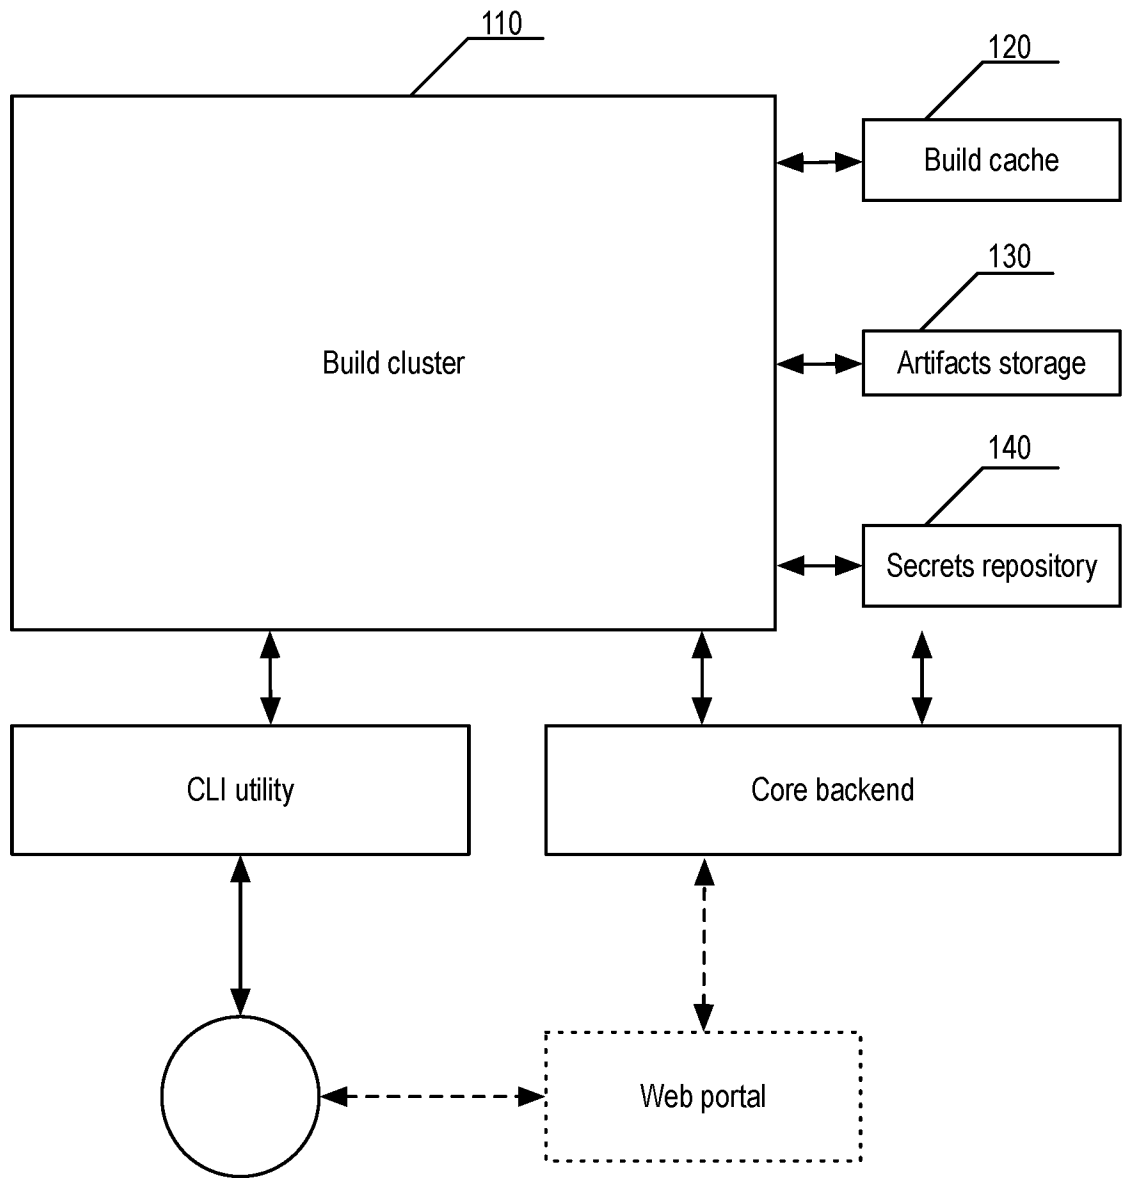 110
120
Build cache
130
Build cluster
Artifacts storage
140
Secrets repository
CLI utility
Core backend
Web portal